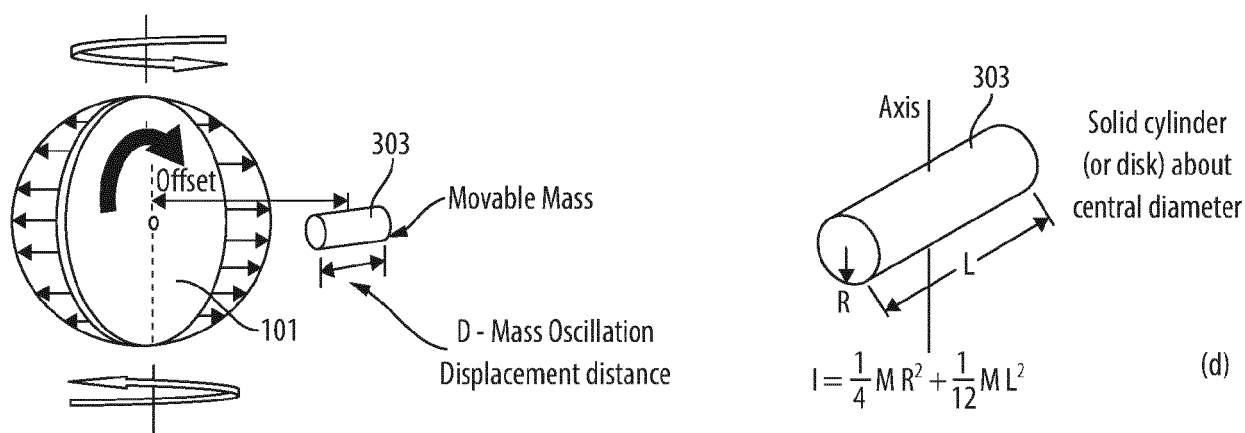 Offset
O
303
Movable Mass
101
D - Mass Oscillation
Displacement distance
303
Axis
Solid cylinder
(or disk) about
central diameter
L
R
I = 1/4 M R² + 1/12 M L²
(d)